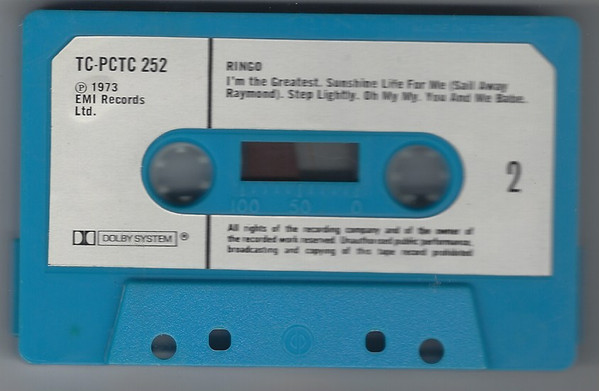 TC-PCTC 252
℗ 1973
EMI Records
Ltd.
RINGO
I'm the Greatest. Sunshine Life For Me (Sail Away
Raymond). Step Lightly. Oh My My. You And Me Babe.
100 50 0
2
DOLBY SYSTEM ®
All rights of the recording company and of the owner of
the recorded work reserved. Unauthorised public performance,
broadcasting and copying of this tape record prohibited